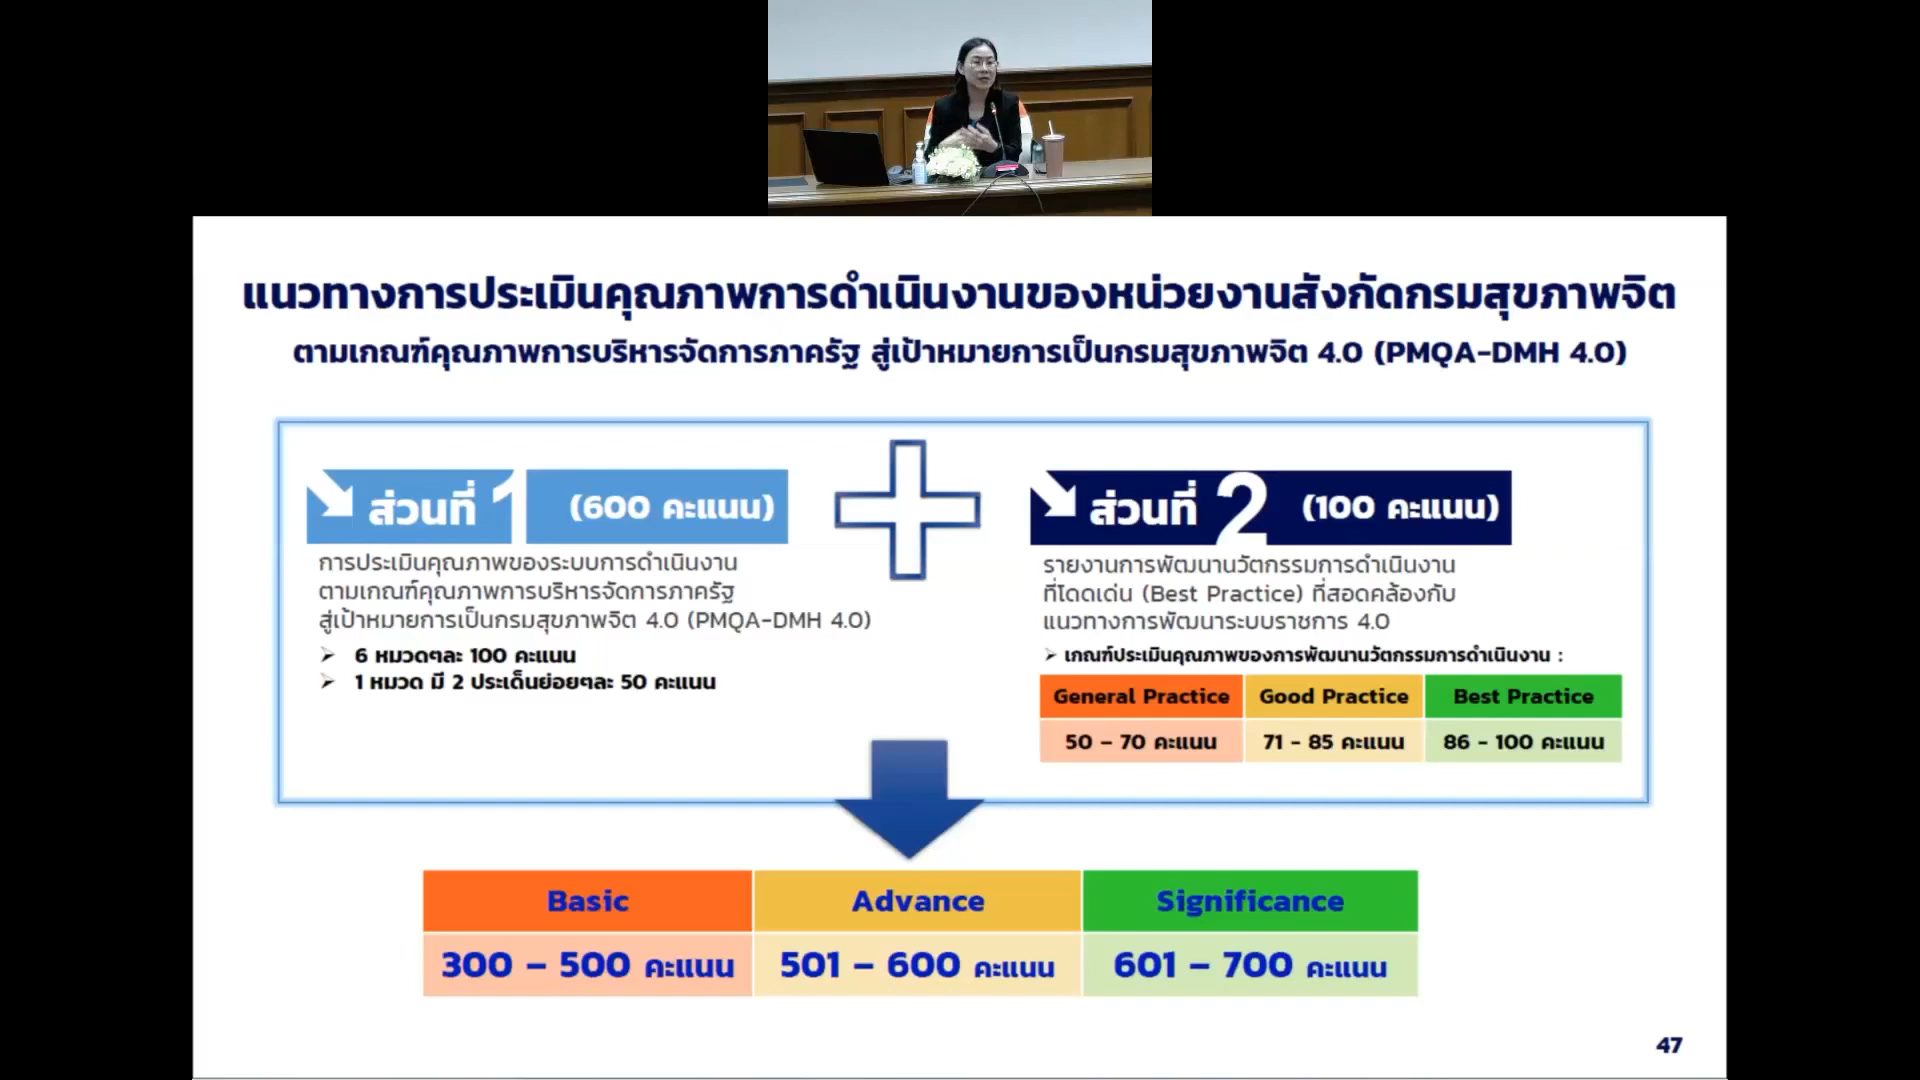 แนวทางการประเมินคุณภาพการดำเนินงานของหน่วยงานสังกัดกรมสุขภาพจิต
ตามเกณฑ์คุณภาพการบริหารจัดการภาครัฐ สู่เป้าหมายการเป็นกรมสุขภาพจิต 4.0 (PMQA-DMH 4.0)
ส่วนที่ 1 (600 คะแนน)
การประเมินคุณภาพของระบบการดำเนินงาน
ตามเกณฑ์คุณภาพการบริหารจัดการภาครัฐ
สู่เป้าหมายการเป็นกรมสุขภาพจิต 4.0 (PMQA-DMH 4.0)
➢ 6 หมวดๆละ 100 คะแนน
➢ 1 หมวด มี 2 ประเด็นย่อยๆละ 50 คะแนน
ส่วนที่ 2 (100 คะแนน)
รายงานการพัฒนานวัตกรรมการดำเนินงาน
ที่โดดเด่น (Best Practice) ที่สอดคล้องกับ
แนวทางการพัฒนาระบบราชการ 4.0
➢ เกณฑ์ประเมินคุณภาพของการพัฒนานวัตกรรมการดำเนินงาน :
General Practice Good Practice Best Practice
50 – 70 คะแนน 71 - 85 คะแนน 86 - 100 คะแนน
Basic Advance Significance
300 – 500 คะแนน 501 – 600 คะแนน 601 – 700 คะแนน
47